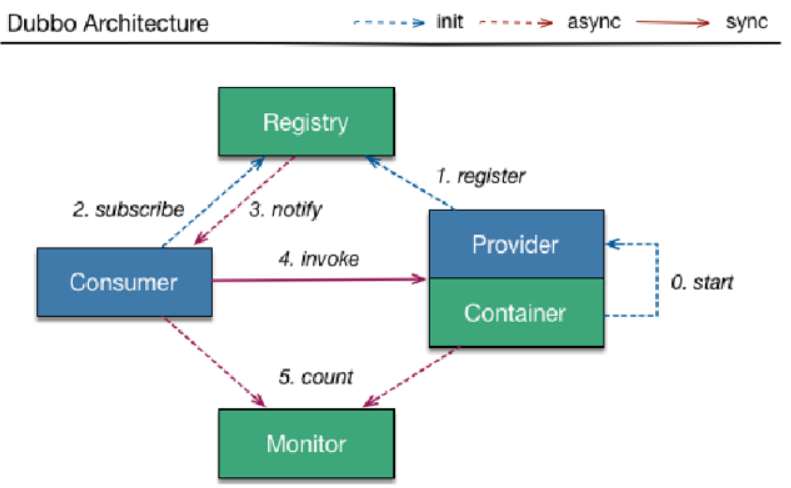 Dubbo Architecture
init
async
sync
Registry
1. register
2. subscribe
3. notify
Provider
4. invoke
Consumer
0. start
Container
5. count
Monitor